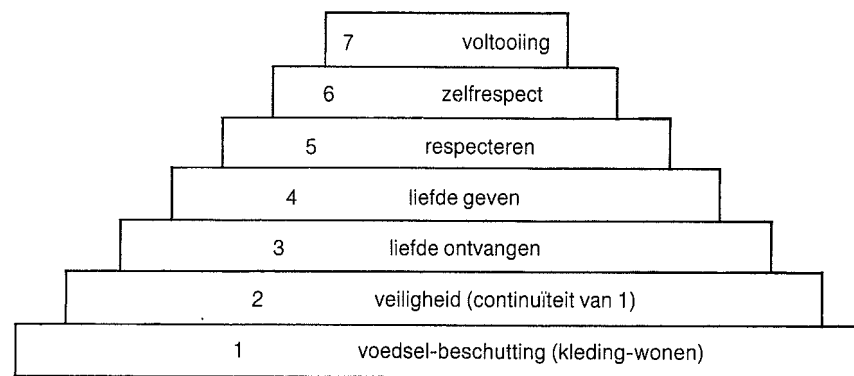 7 voltooiing
6 zelfrespect
5 respecteren
4 liefde geven
3 liefde ontvangen
2 veiligheid (continuïteit van 1)
1 voedsel-beschutting (kleding-wonen)